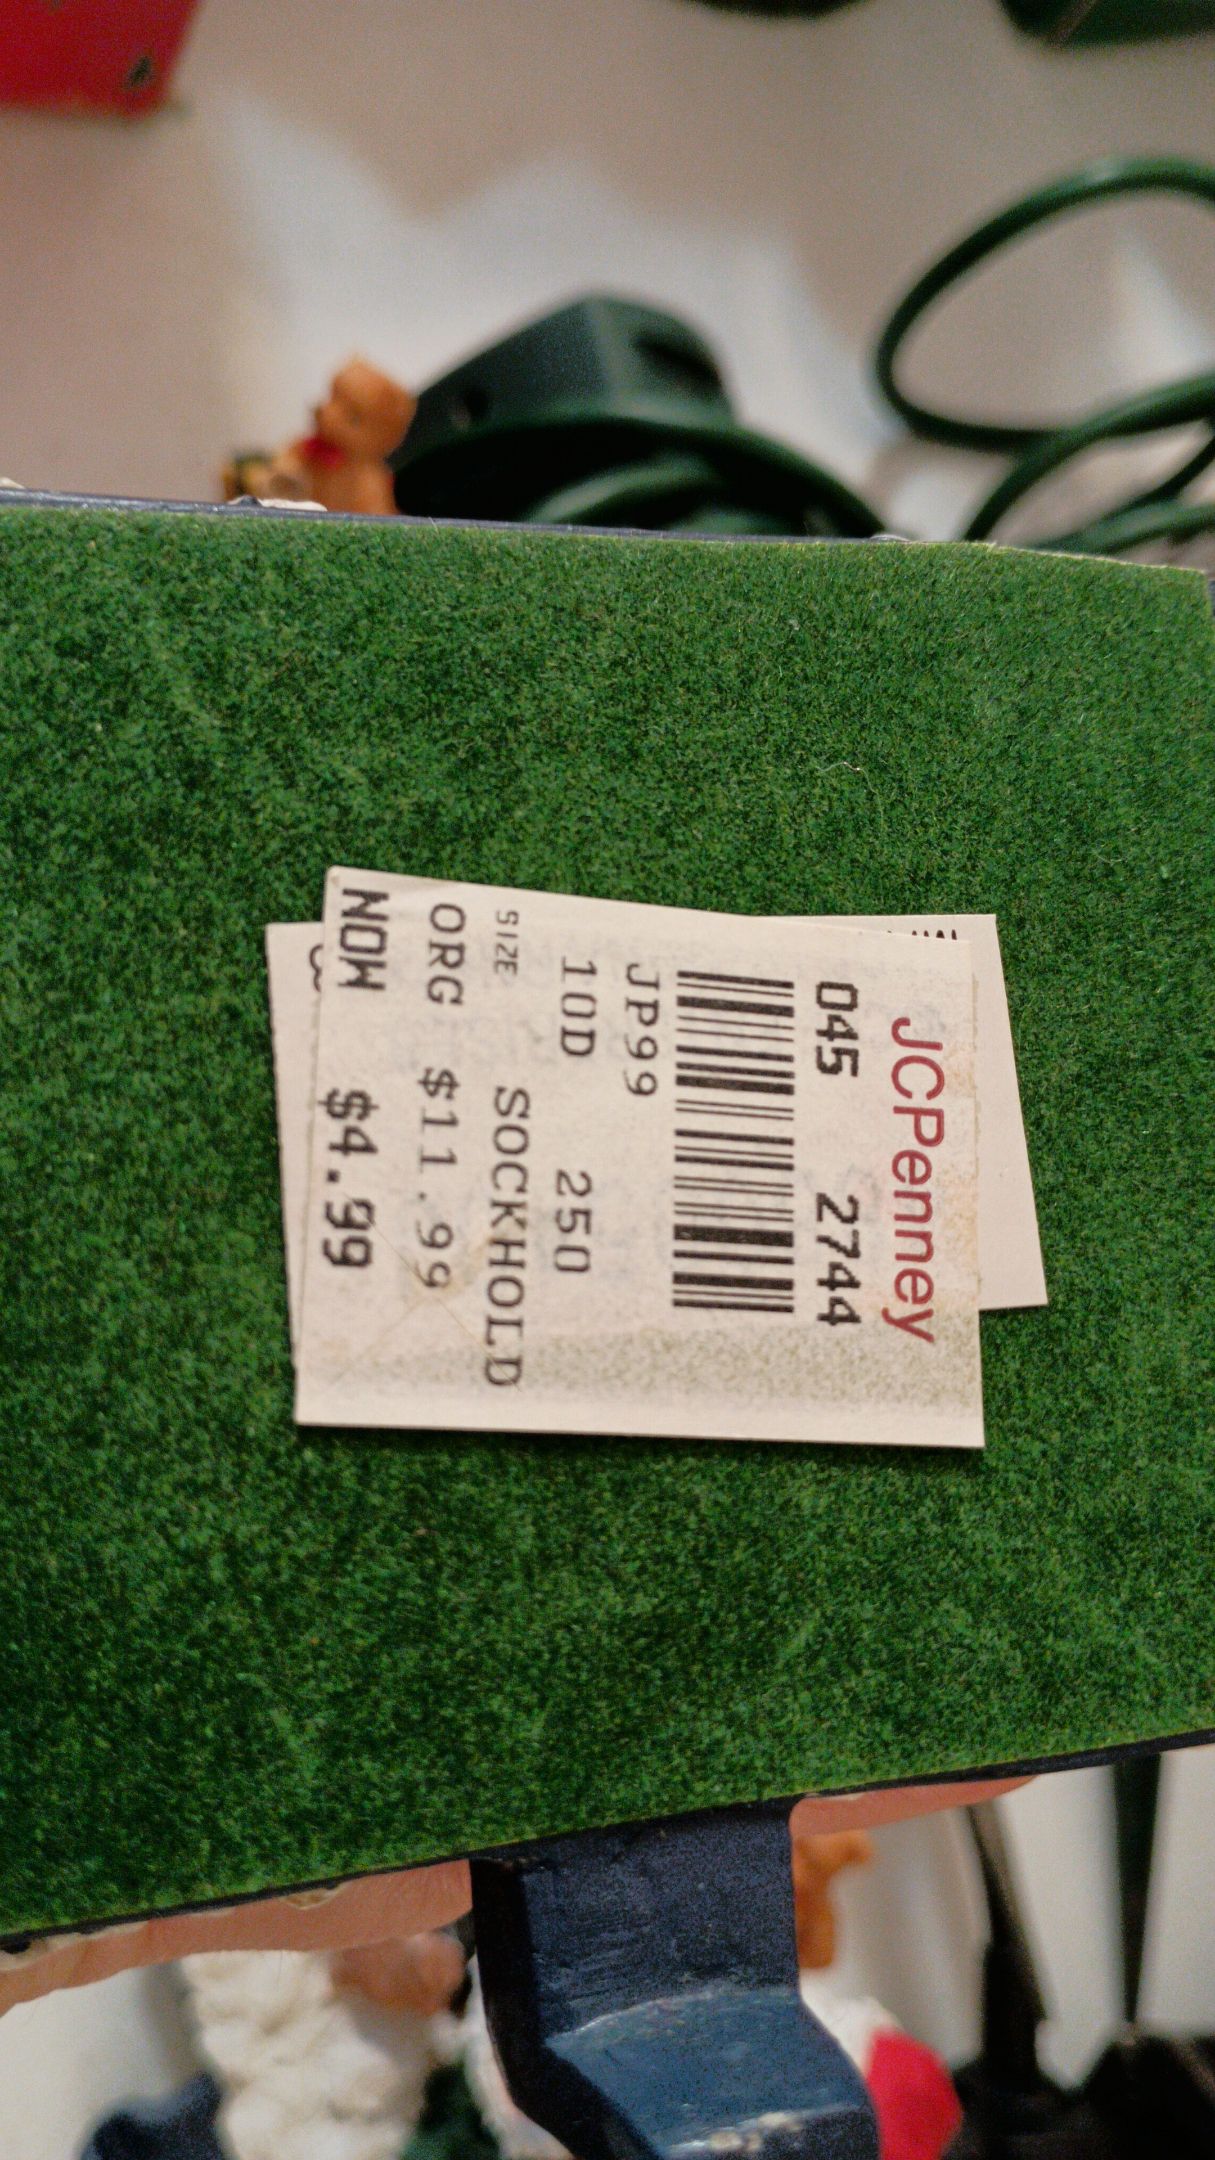 JCPenney
045 2744
JP99
10D 250
SIZE SOCKHOLD
ORG $11.99
NOW $4.99